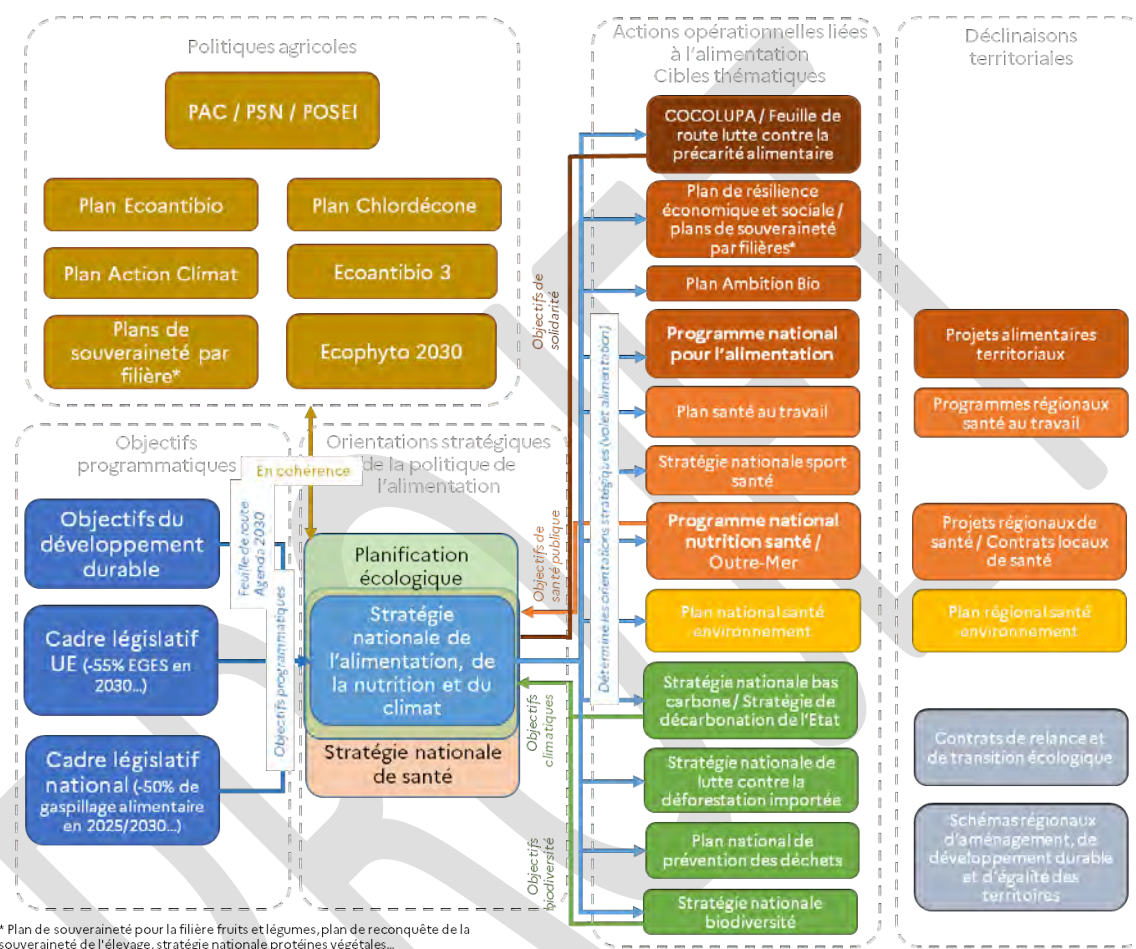 Politiques agricoles
PAC / PSN / POSEI
Plan Ecoantibio
Plan Chlordécone
Plan Action Climat
Ecoantibio 3
Plans de
souveraineté par
filière*
Ecophyto 2030
Objectifs
programmatiques
En cohérence
Feuille de route
Agenda 2030
Objectifs programmatiques
Objectifs du
développement
durable
Cadre législatif
UE (-55% EGES en
2030...)
Cadre législatif
national (-50% de
gaspillage alimentaire
en 2025/2030...)
Orientations stratégiques
de la politique de
l'alimentation
Planification
écologique
Stratégie
nationale de
l'alimentation, de
la nutrition et du
climat
Stratégie nationale
de santé
Objectifs de
solidarité
Objectifs de
santé publique
Objectifs
climatiques
Objectifs
biodiversité
Détermine les orientations stratégiques (volet alimentation)
Actions opérationnelles liées
à l'alimentation
Cibles thématiques
COCOLUPA / Feuille de
route lutte contre la
précarité alimentaire
Plan de résilience
économique et sociale /
plans de souveraineté
par filières*
Plan Ambition Bio
Programme national
pour l'alimentation
Plan santé au travail
Stratégie nationale sport
santé
Programme national
nutrition santé /
Outre-Mer
Plan national santé
environnement
Stratégie nationale bas
carbone / Stratégie de
décarbonation de l'Etat
Stratégie nationale de
lutte contre la
déforestation importée
Plan national de
prévention des déchets
Stratégie nationale
biodiversité
Déclinaisons
territoriales
Projets alimentaires
territoriaux
Programmes régionaux
santé au travail
Projets régionaux de
santé / Contrats locaux
de santé
Plan régional santé
environnement
Contrats de relance et
de transition écologique
Schémas régionaux
d'aménagement, de
développement durable
et d'égalité des
territoires
* Plan de souveraineté pour la filière fruits et légumes, plan de reconquête de la
souveraineté de l'élevage, stratégie nationale protéines végétales...